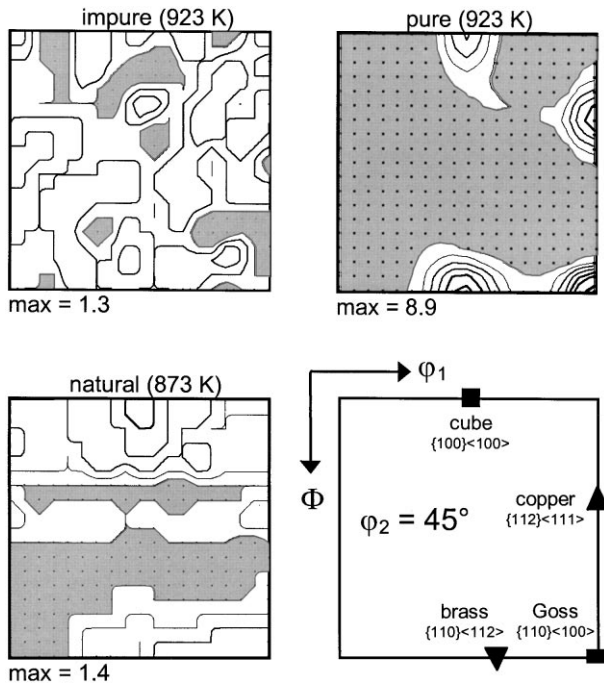 impure (923 K)
pure (923 K)
max = 1.3
max = 8.9
natural (873 K)
max = 1.4
φ1
Φ
cube
{100}<100>
φ2 = 45°
copper
{112}<111>
brass
{110}<112>
Goss
{110}<100>